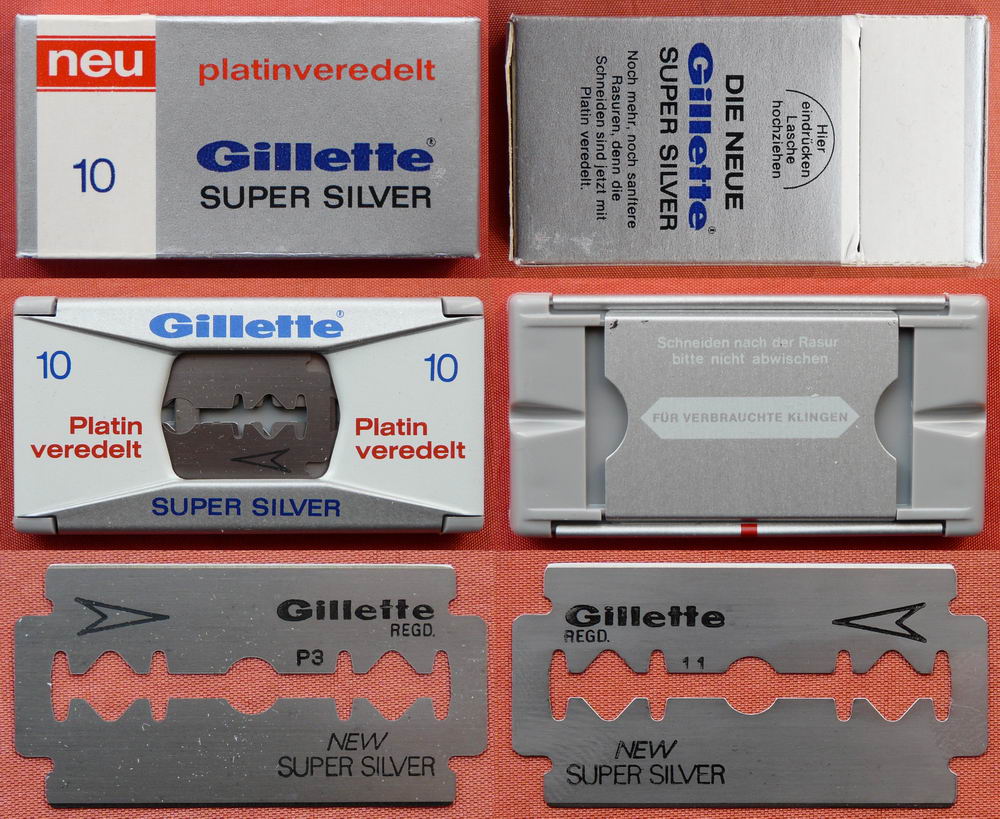 neu
platinveredelt
10
Gillette®
SUPER SILVER
Hier
eindrücken
Lasche
hochziehen
DIE NEUE
Gillette®
SUPER SILVER
Noch mehr, noch sanftere
Rasuren, denn die
Schneiden sind jetzt mit
Platin veredelt.
Gillette®
10
10
Platin
veredelt
Platin
veredelt
SUPER SILVER
Schneiden nach der Rasur
bitte nicht abwischen
FÜR VERBRAUCHTE KLINGEN
Gillette
REGD.
P3
NEW
SUPER SILVER
Gillette
REGD.
11
NEW
SUPER SILVER